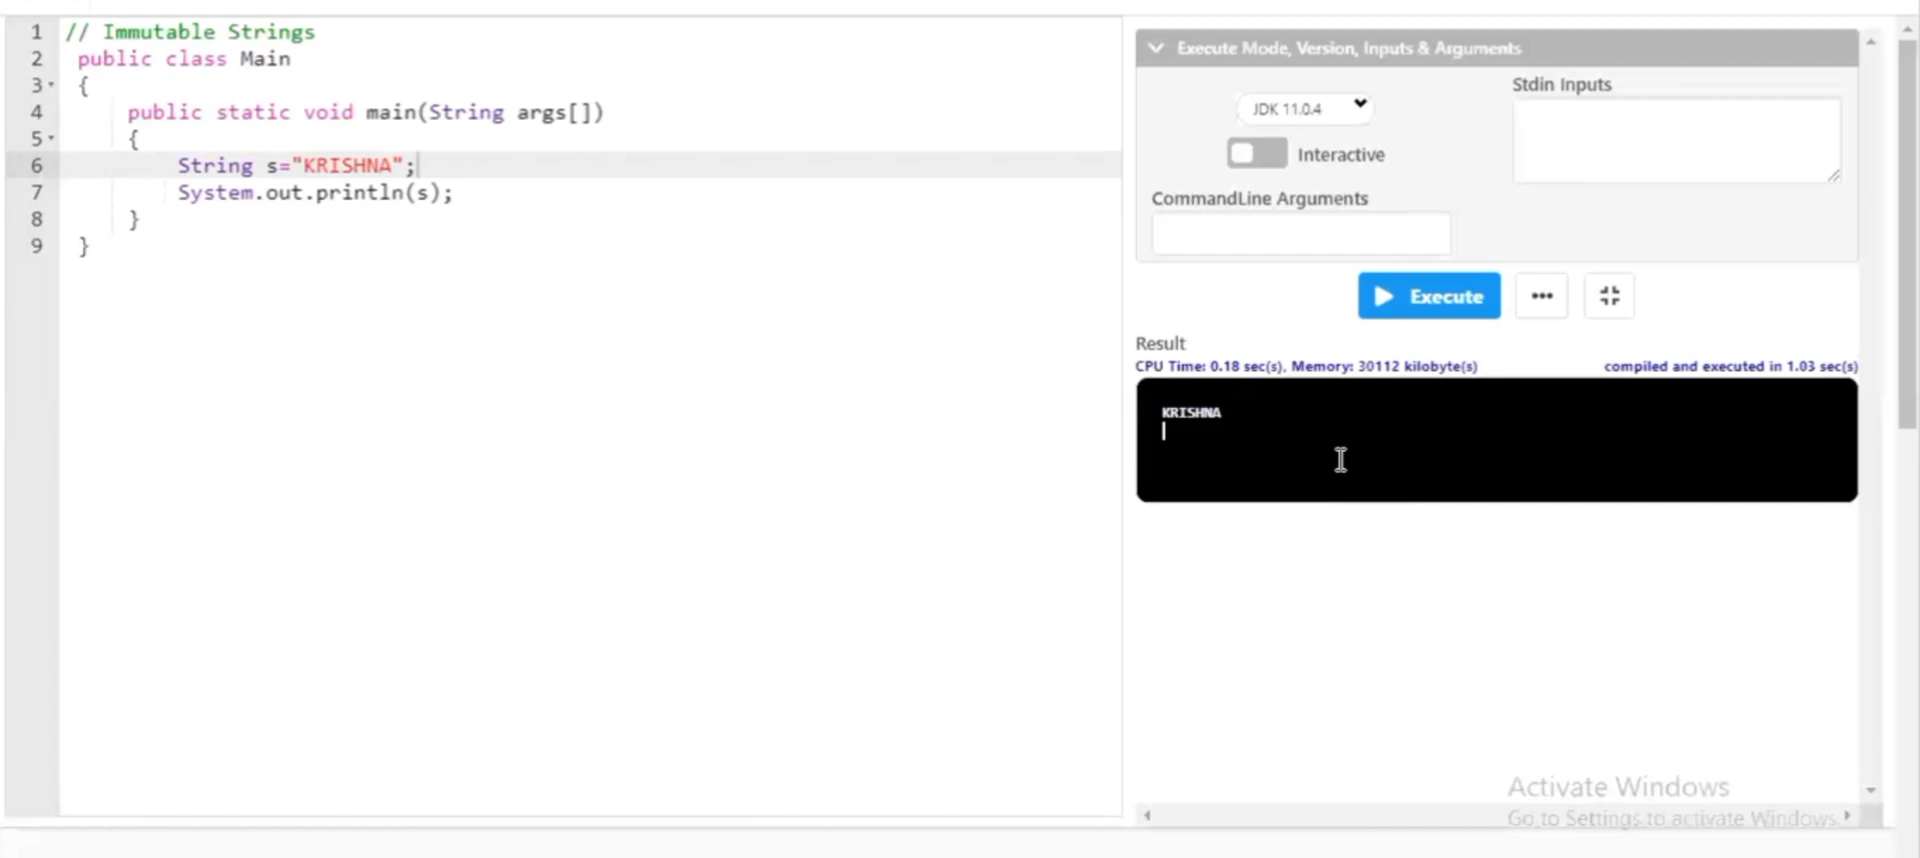 1 // Immutable Strings
2 public class Main
3 {
4 public static void main(String args[])
5 {
6 String s="KRISHNA";
7 System.out.println(s);
8 }
9 }
Execute Mode, Version, Inputs & Arguments
JDK 11.0.4
Interactive
Stdin Inputs
CommandLine Arguments
Execute
•••
Result
CPU Time: 0.18 sec(s), Memory: 30112 kilobyte(s)
compiled and executed in 1.03 sec(s)
KRISHNA
Activate Windows
Go to Settings to activate Windows.